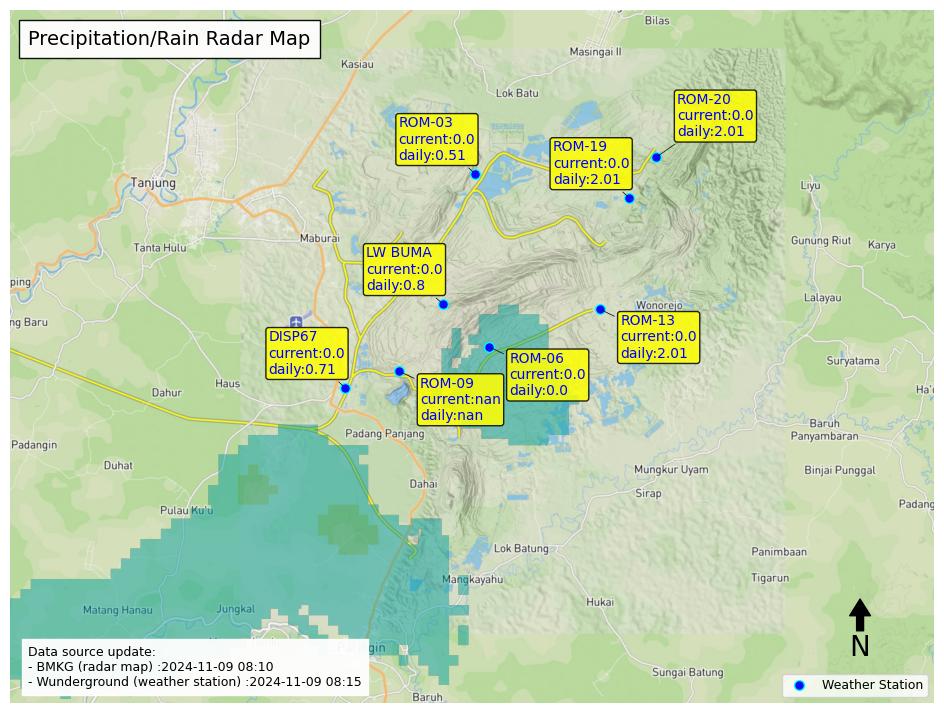 Precipitation/Rain Radar Map
Bilas
Masingai II
Kasiau
Lok Batu
ROM-20
current:0.0
daily:2.01
ROM-03
current:0.0
daily:0.51
ROM-19
current:0.0
daily:2.01
Tanjung
Liyu
Maburai
Tanta Hulu
Gunung Riut
Karya
LW BUMA
current:0.0
daily:0.8
ping
Lalayau
Wonorejo
ng Baru
ROM-13
current:0.0
daily:2.01
DISP67
current:0.0
daily:0.71
ROM-06
current:0.0
daily:0.0
Suryatama
Haus
Dahur
ROM-09
current:nan
daily:nan
Ha'
Baruh
Panyambaran
Padang Panjang
Padangin
Duhat
Mungkur Uyam
Binjai Punggal
Dahai
Sirap
Padang
Pulau Ku'u
Lok Batung
Panimbaan
Mangkayahu
Tigarun
Matang Hanau
Jungkal
Hukai
N
Data source update:
- BMKG (radar map) :2024-11-09 08:10
- Wunderground (weather station) :2024-11-09 08:15
Sungai Batung
Baruh
Weather Station